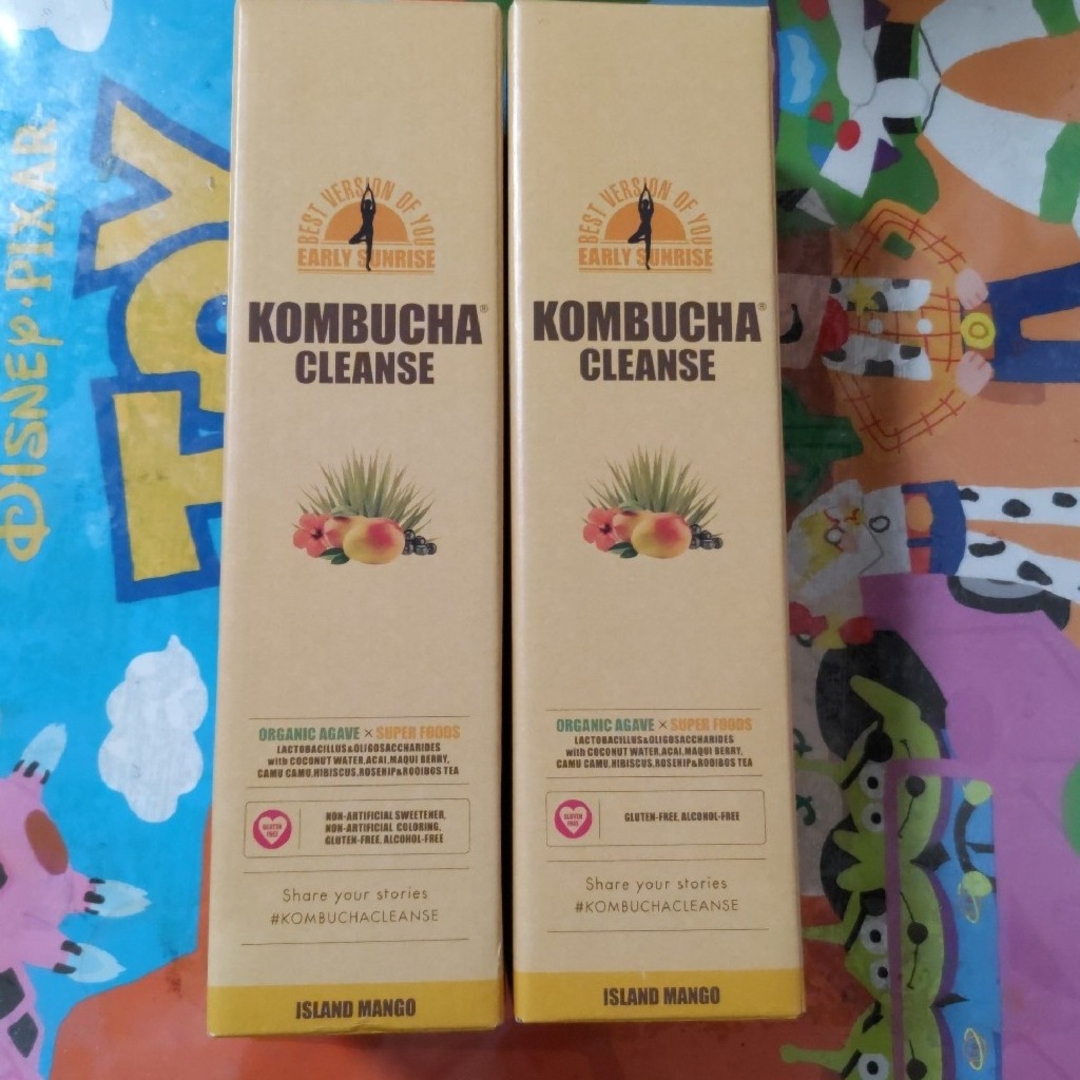 DISNEY·PIXAR
TOY
BEST VERSION OF YOU
EARLY SUNRISE
KOMBUCHA®
CLEANSE
ORGANIC AGAVE × SUPER FOODS
LACTOBACILLUS&OLIGOSACCHARIDES
with COCONUT WATER,ACAI,MAQUI BERRY,
CAMU CAMU,HIBISCUS,ROSEHIP&ROOIBOS TEA
GLUTEN
FREE
NON-ARTIFICIAL SWEETENER,
NON-ARTIFICIAL COLORING,
GLUTEN-FREE, ALCOHOL-FREE
Share your stories
#KOMBUCHACLEANSE
ISLAND MANGO
BEST VERSION OF YOU
EARLY SUNRISE
KOMBUCHA®
CLEANSE
ORGANIC AGAVE × SUPER FOODS
LACTOBACILLUS&OLIGOSACCHARIDES
with COCONUT WATER,ACAI,MAQUI BERRY,
CAMU CAMU,HIBISCUS,ROSEHIP&ROOIBOS TEA
GLUTEN
FREE
GLUTEN-FREE, ALCOHOL-FREE
Share your stories
#KOMBUCHACLEANSE
ISLAND MANGO